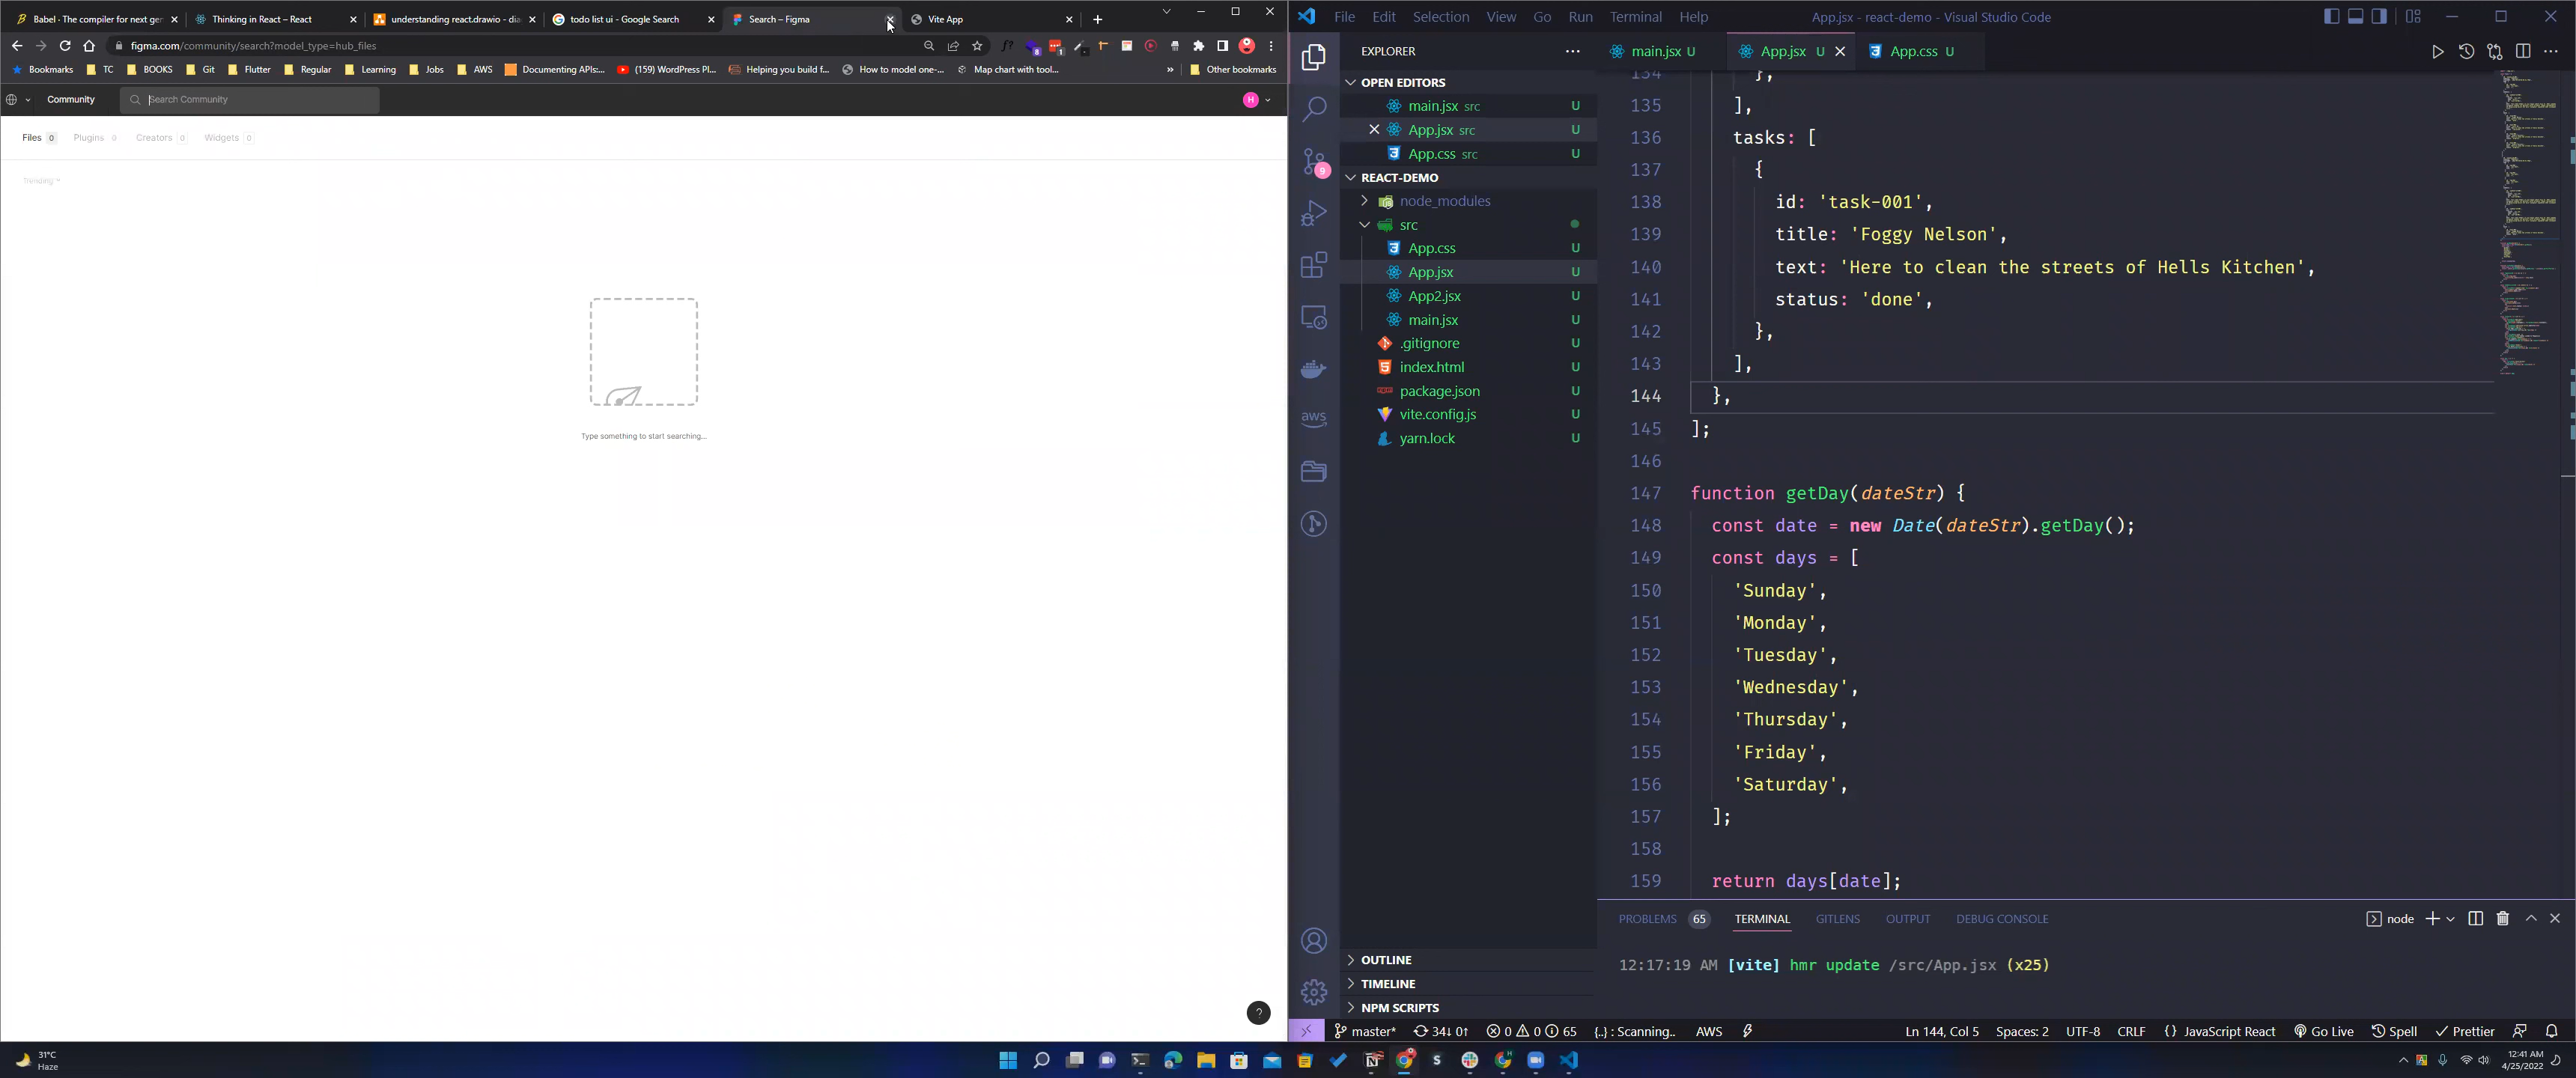 Babel · The compiler for next gen
Thinking in React – React
understanding react.drawio - dia
todo list ui - Google Search
Search – Figma
Vite App
figma.com/community/search?model_type=hub_files
Bookmarks
TC
BOOKS
Git
Flutter
Regular
Learning
Jobs
AWS
Documenting APIs:...
(159) WordPress Pl...
Helping you build f...
How to model one-...
Map chart with tool...
»
Other bookmarks
Community
Search Community
H
Files 0
Plugins 0
Creators 0
Widgets 0
Trending
Type something to start searching...
?
File Edit Selection View Go Run Terminal Help
App.jsx - react-demo - Visual Studio Code
EXPLORER
OPEN EDITORS
main.jsx src U
App.jsx src U
App.css src U
REACT-DEMO
node_modules
src
App.css U
App.jsx U
App2.jsx U
main.jsx U
.gitignore U
index.html U
package.json U
vite.config.js U
yarn.lock U
OUTLINE
TIMELINE
NPM SCRIPTS
9
aws
main.jsx U
App.jsx U
App.css U
134 },
135 ],
136 tasks: [
137 {
138 id: 'task-001',
139 title: 'Foggy Nelson',
140 text: 'Here to clean the streets of Hells Kitchen',
141 status: 'done',
142 },
143 ],
144 },
145 ];
146
147 function getDay(dateStr) {
148 const date = new Date(dateStr).getDay();
149 const days = [
150 'Sunday',
151 'Monday',
152 'Tuesday',
153 'Wednesday',
154 'Thursday',
155 'Friday',
156 'Saturday',
157 ];
158
159 return days[date];
PROBLEMS 65 TERMINAL GITLENS OUTPUT DEBUG CONSOLE
node
12:17:19 AM [vite] hmr update /src/App.jsx (x25)
master* 34↓ 0↑ 0 0 65 {..} : Scanning.. AWS
Ln 144, Col 5 Spaces: 2 UTF-8 CRLF {} JavaScript React Go Live Spell Prettier
31°C
Haze
12:41 AM
4/25/2022